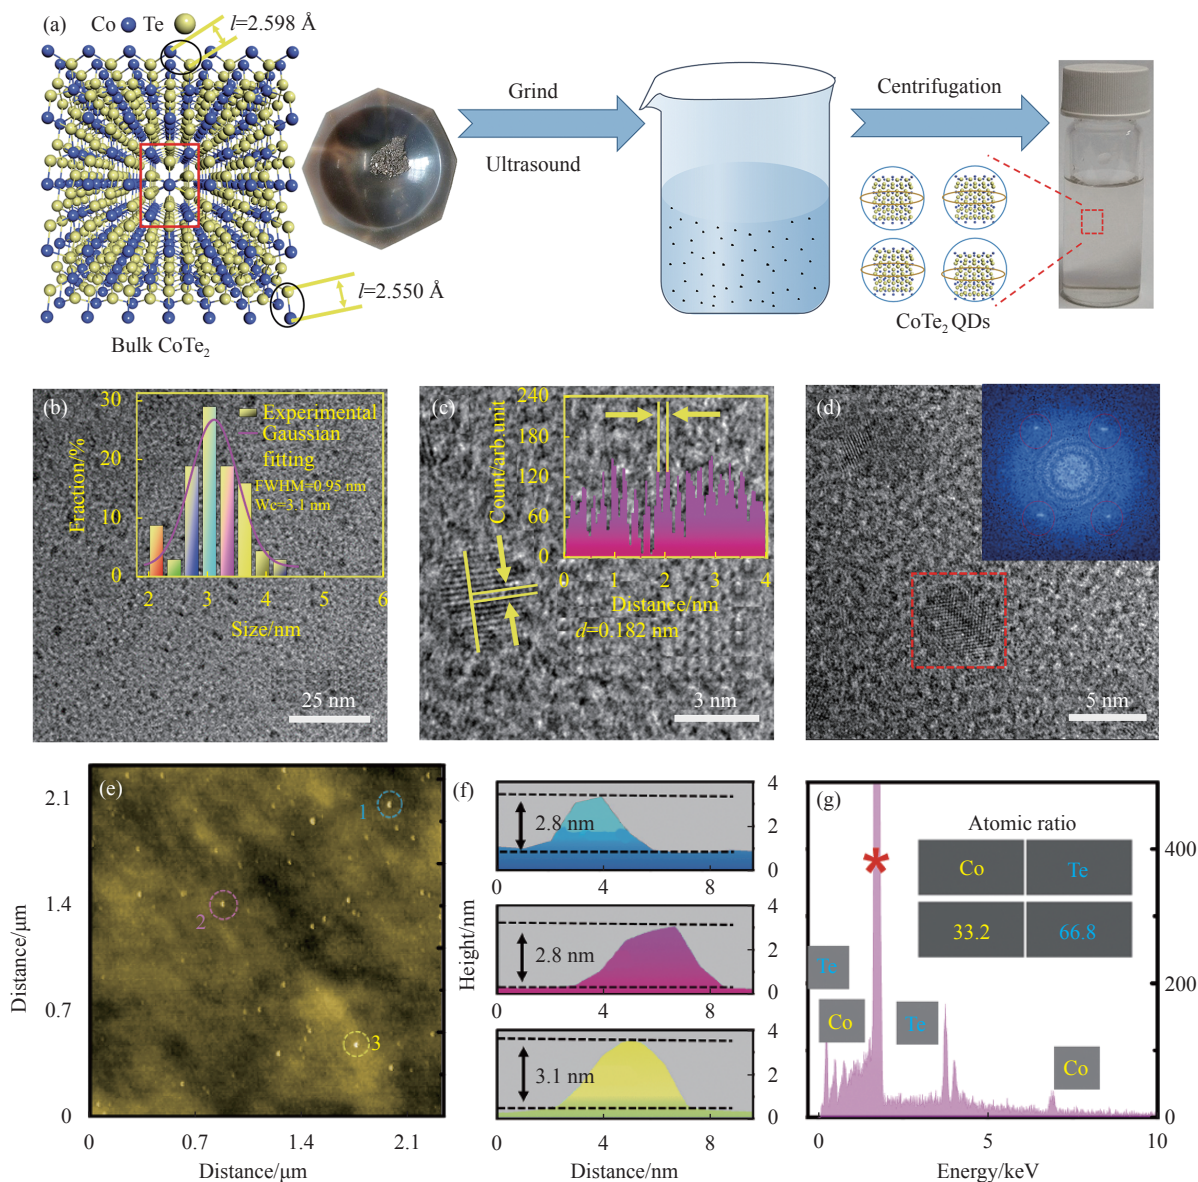 (a)
Co Te
l=2.598 Å
l=2.550 Å
Bulk CoTe₂
Grind
Ultrasound
Centrifugation
CoTe₂ QDs
(b)
30
20
10
0
Fraction/%
Experimental
Gaussian
fitting
FWHM=0.95 nm
Wc=3.1 nm
2 3 4 5 6
Size/nm
25 nm
(c)
240
180
120
60
0
Count/arb.unit
0 1 2 3 4
Distance/nm
d=0.182 nm
3 nm
(d)
5 nm
(e)
2.1
1.4
0.7
0
Distance/μm
1
2
3
0 0.7 1.4 2.1
Distance/μm
(f)
2.8 nm
4
2
0
0 4 8
2.8 nm
4
2
0
0 4 8
3.1 nm
4
2
0
0 4 8
Height/nm
Distance/nm
(g)
*
Atomic ratio
Co Te
33.2 66.8
Te
Co
Te
Co
400
200
0
0 5 10
Energy/keV